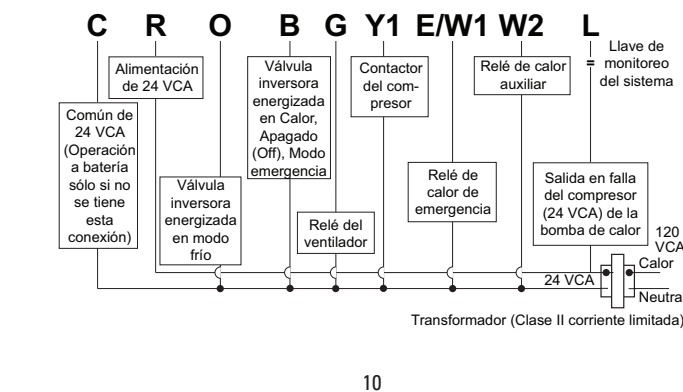 C R O B G Y1 E/W1 W2 L
Llave de
= monitoreo
del sistema
Alimentación
de 24 VCA
Válvula
inversora
energizada
en Calor,
Apagado
(Off), Modo
emergencia
Contactor
del com-
presor
Relé de calor
auxiliar
Común de
24 VCA
(Operación
a batería
sólo si no
se tiene
esta
conexión)
Válvula
inversora
energizada
en modo
frío
Relé del
ventilador
Relé de
calor de
emergencia
Salida en falla
del compresor
(24 VCA) de la
bomba de calor
120
VCA
Calor
24 VCA
Neutral
Transformador (Clase II corriente limitada)
10